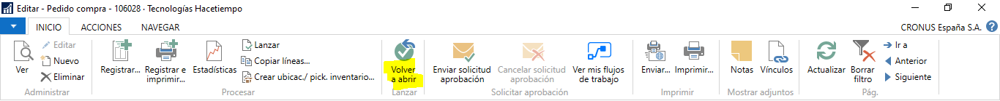 Editar - Pedido compra - 106028 · Tecnologías Hacetiempo
INICIO ACCIONES NAVEGAR CRONUS España S.A.
Ver
Editar
Nuevo
Eliminar
Administrar
Registrar...
Registrar e
imprimir...
Estadísticas
Lanzar
Copiar líneas...
Crear ubicac./ pick. inventario...
Procesar
Volver
a abrir
Lanzar
Enviar solicitud
aprobación
Cancelar solicitud
aprobación
Ver mis flujos
de trabajo
Solicitar aprobación
Enviar...
Imprimir...
Imprimir
Notas
Vínculos
Mostrar adjuntos
Actualizar
Borrar
filtro
Ir a
Anterior
Siguiente
Pág.